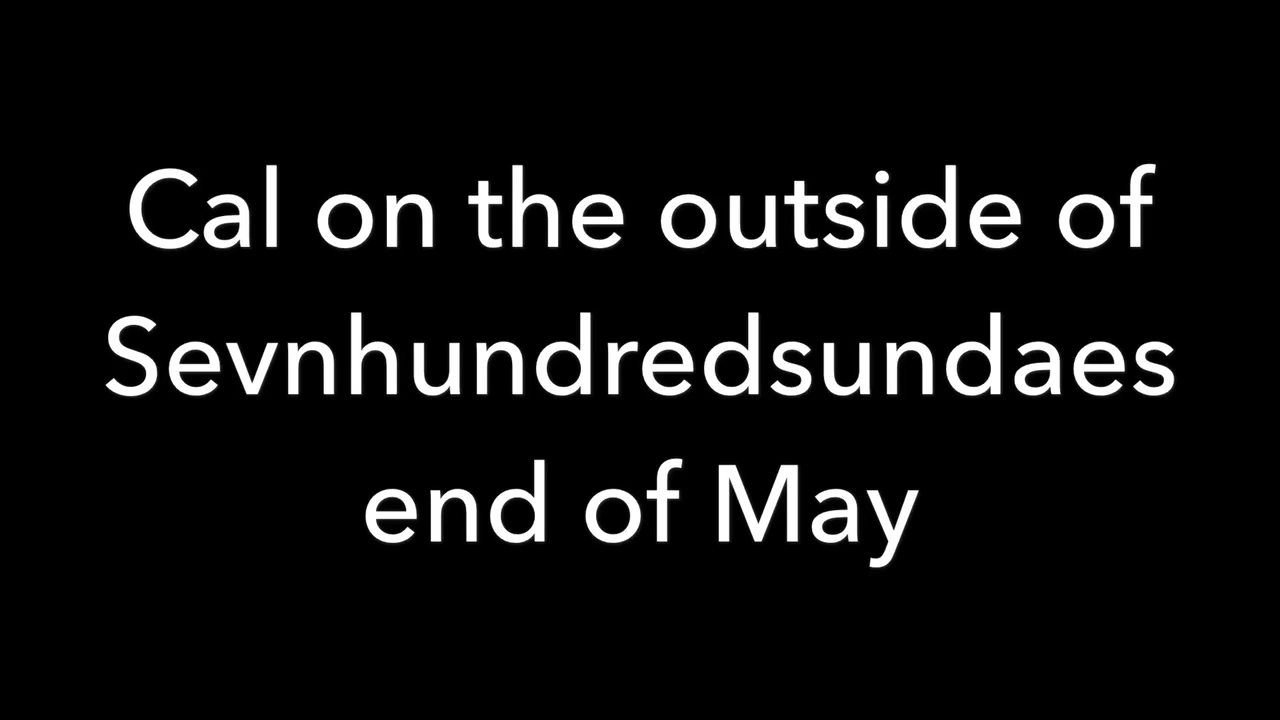 Cal on the outside of
Sevnhundredsundaes
end of May